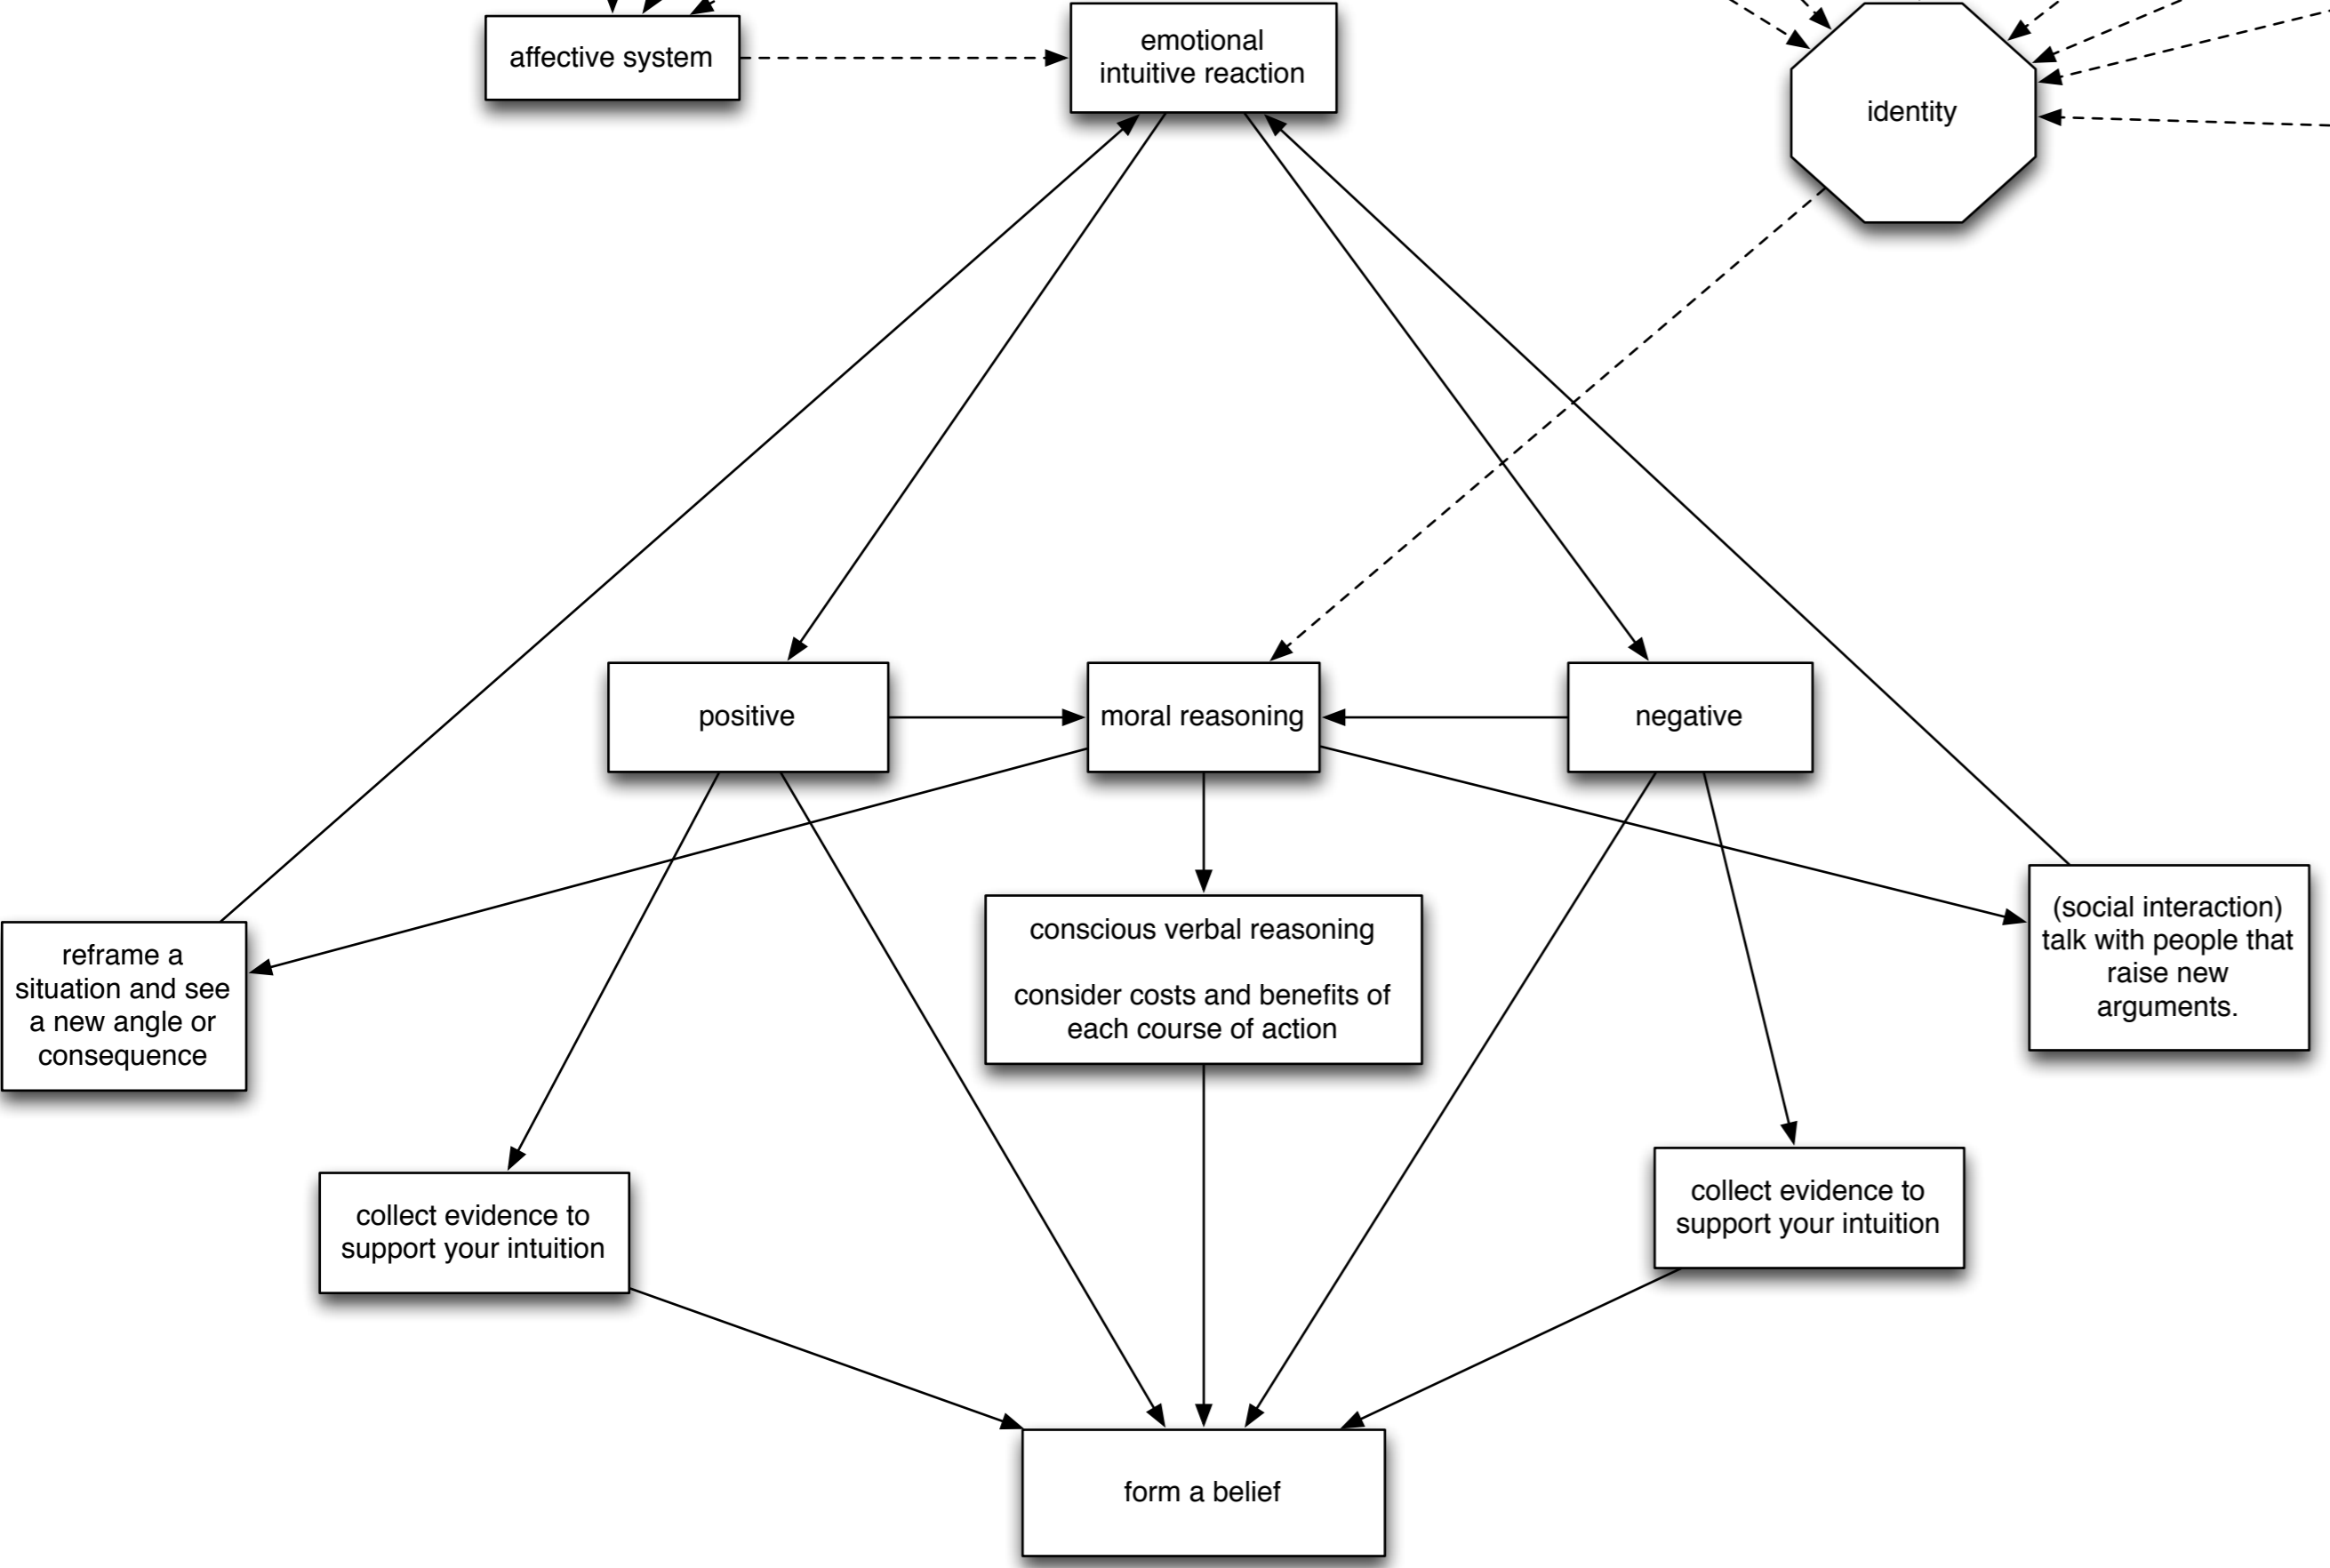 affective system
emotional
intuitive reaction
identity
positive
moral reasoning
negative
reframe a
situation and see
a new angle or
consequence
conscious verbal reasoning
consider costs and benefits of
each course of action
(social interaction)
talk with people that
raise new
arguments.
collect evidence to
support your intuition
collect evidence to
support your intuition
form a belief